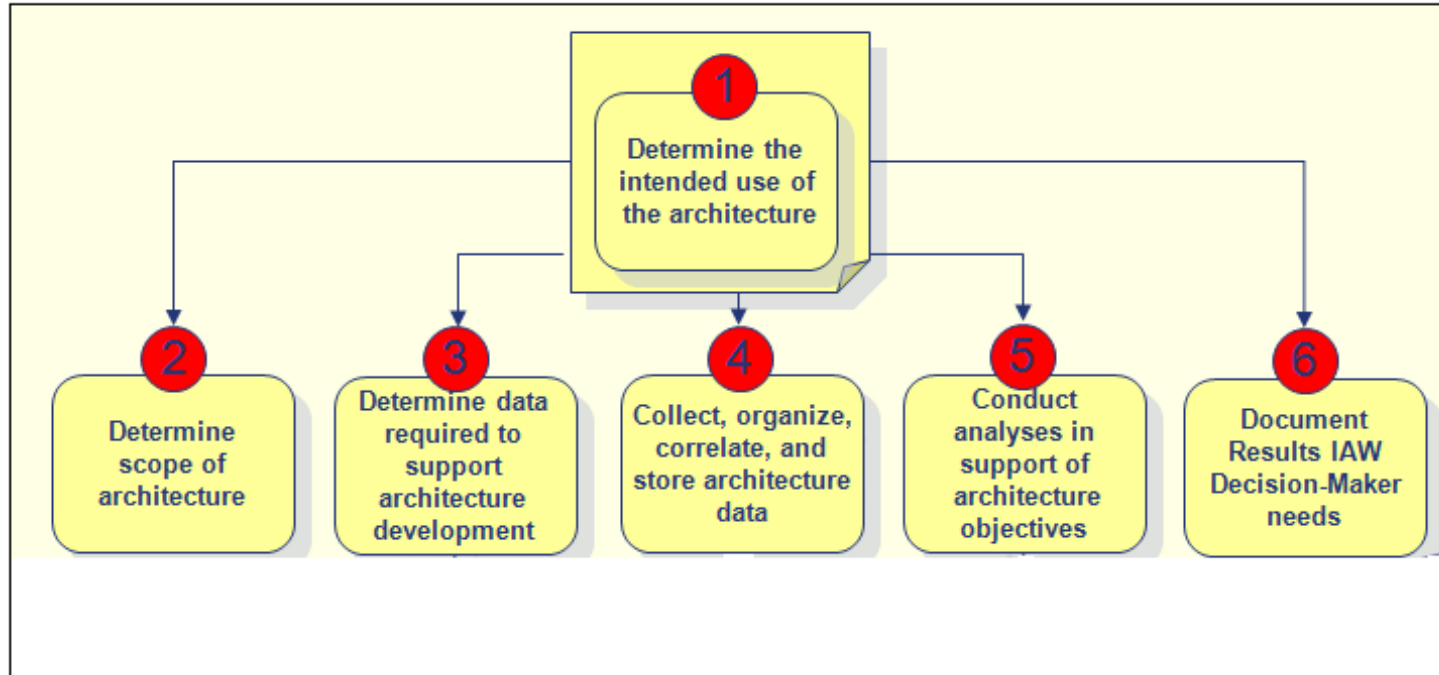 1
Determine the
intended use of
the architecture
2
Determine
scope of
architecture
3
Determine data
required to
support
architecture
development
4
Collect, organize,
correlate, and
store architecture
data
5
Conduct
analyses in
support of
architecture
objectives
6
Document
Results IAW
Decision-Maker
needs